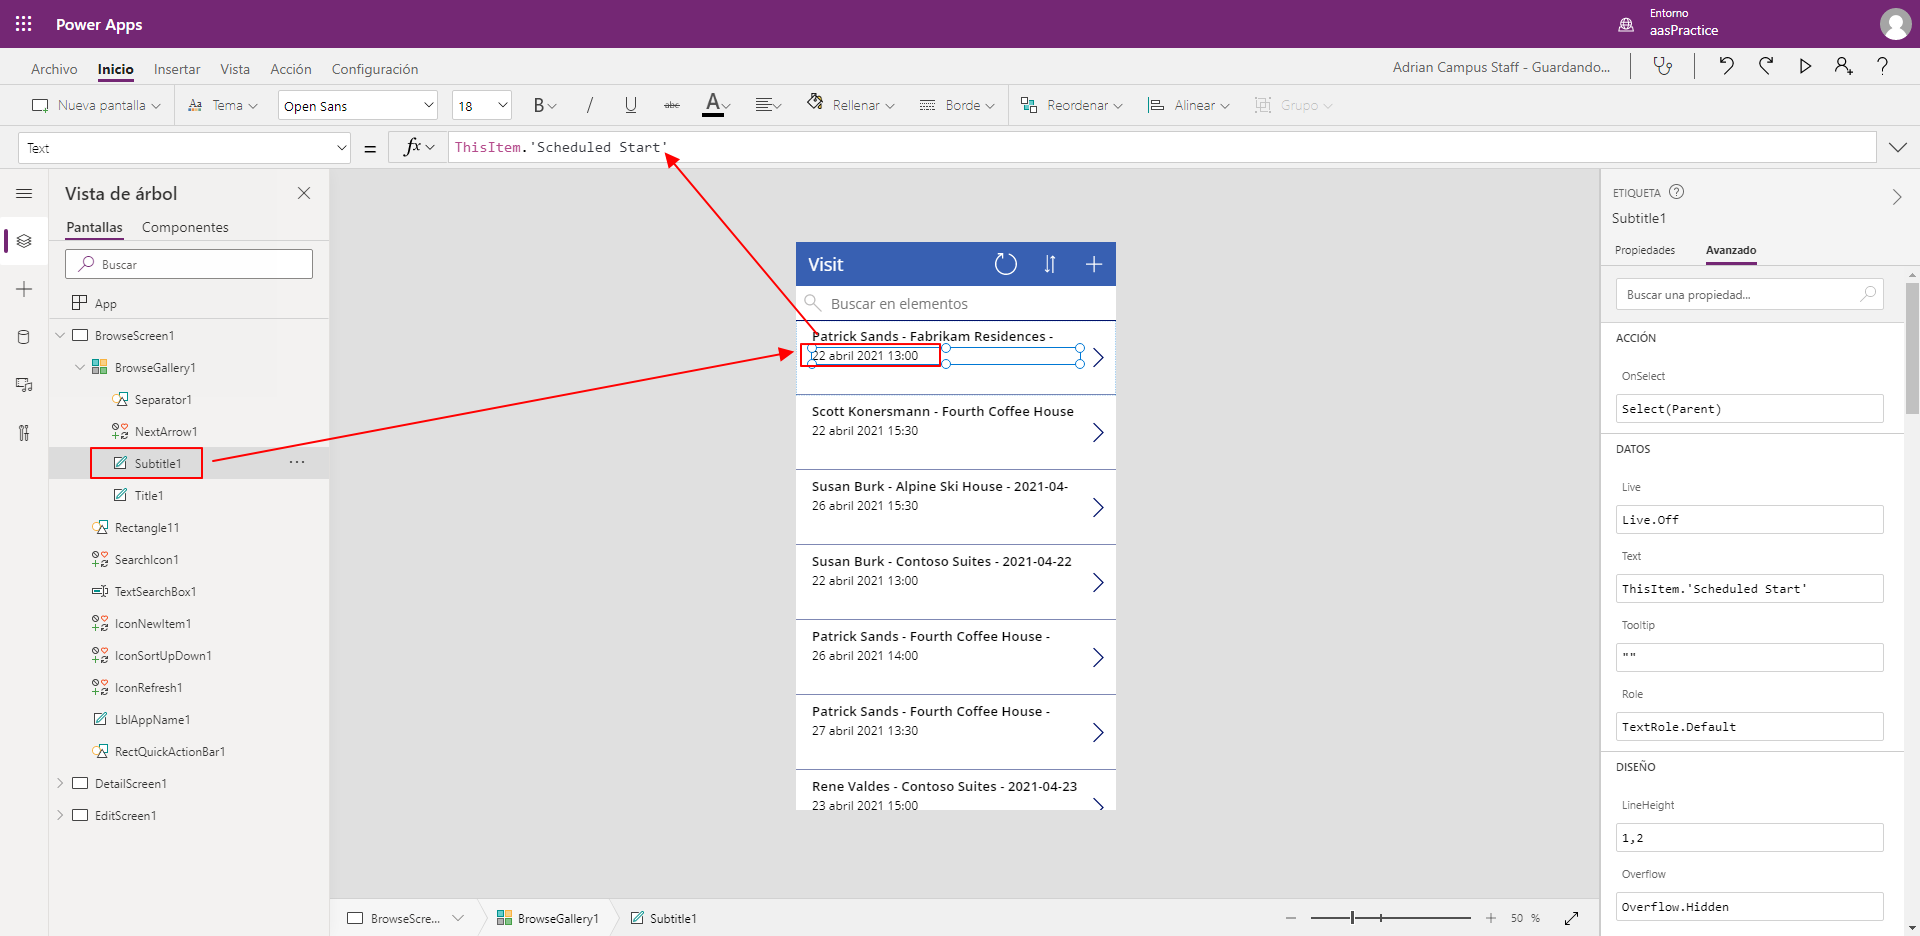 Power Apps
Entorno
aasPractice
Archivo Inicio Insertar Vista Acción Configuración
Adrian Campus Staff - Guardando...
Nueva pantalla Tema Open Sans 18 B / U abc A Rellenar Borde Reordenar Alinear Grupo
Text = fx ThisItem.'Scheduled Start'
Vista de árbol
Pantallas Componentes
Buscar
App
BrowseScreen1
BrowseGallery1
Separator1
NextArrow1
Subtitle1 ...
Title1
Rectangle11
SearchIcon1
TextSearchBox1
IconNewItem1
IconSortUpDown1
IconRefresh1
LblAppName1
RectQuickActionBar1
DetailScreen1
EditScreen1
Visit
Buscar en elementos
Patrick Sands - Fabrikam Residences -
22 abril 2021 13:00
Scott Konersmann - Fourth Coffee House
22 abril 2021 15:30
Susan Burk - Alpine Ski House - 2021-04-
26 abril 2021 15:30
Susan Burk - Contoso Suites - 2021-04-22
22 abril 2021 13:00
Patrick Sands - Fourth Coffee House -
26 abril 2021 14:00
Patrick Sands - Fourth Coffee House -
27 abril 2021 13:30
Rene Valdes - Contoso Suites - 2021-04-23
23 abril 2021 15:00
BrowseScre... BrowseGallery1 Subtitle1
50 %
ETIQUETA ?
Subtitle1
Propiedades Avanzado
Buscar una propiedad...
ACCIÓN
OnSelect
Select(Parent)
DATOS
Live
Live.Off
Text
ThisItem.'Scheduled Start'
Tooltip
""
Role
TextRole.Default
DISEÑO
LineHeight
1,2
Overflow
Overflow.Hidden